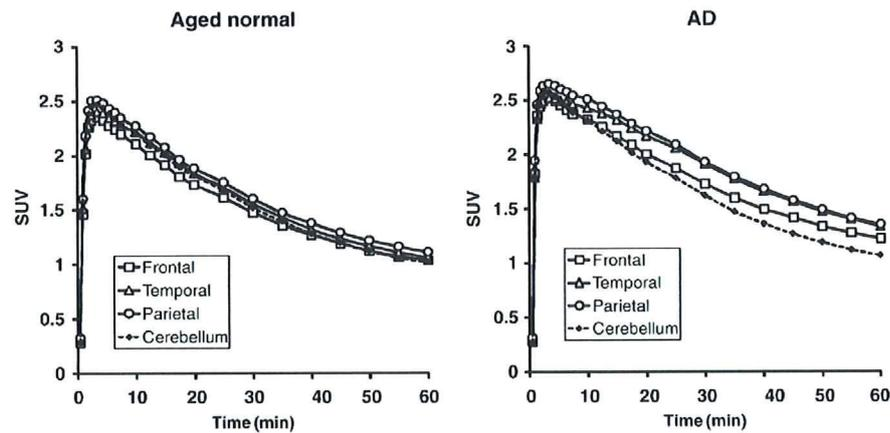 Aged normal
3
2.5
2
1.5
1
0.5
0
SUV
0 10 20 30 40 50 60
Time (min)
Frontal
Temporal
Parietal
Cerebellum
AD
3
2.5
2
1.5
1
0.5
0
SUV
0 10 20 30 40 50 60
Time (min)
Frontal
Temporal
Parietal
Cerebellum